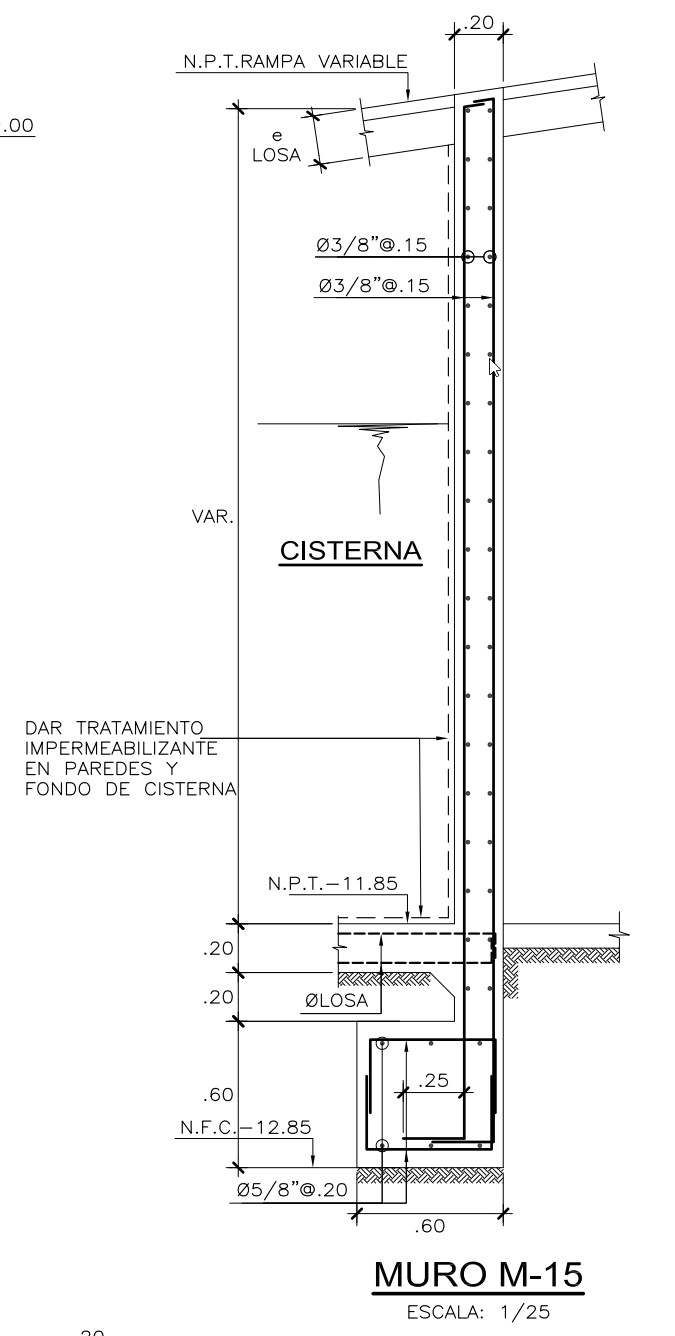 .20
N.P.T.RAMPA VARIABLE
.00
e
LOSA
Ø3/8"@.15
Ø3/8"@.15
VAR.
CISTERNA
DAR TRATAMIENTO
IMPERMEABILIZANTE
EN PAREDES Y
FONDO DE CISTERNA
N.P.T.-11.85
.20
.20
ØLOSA
.25
.60
N.F.C.-12.85
Ø5/8"@.20
.60
MURO M-15
ESCALA: 1/25